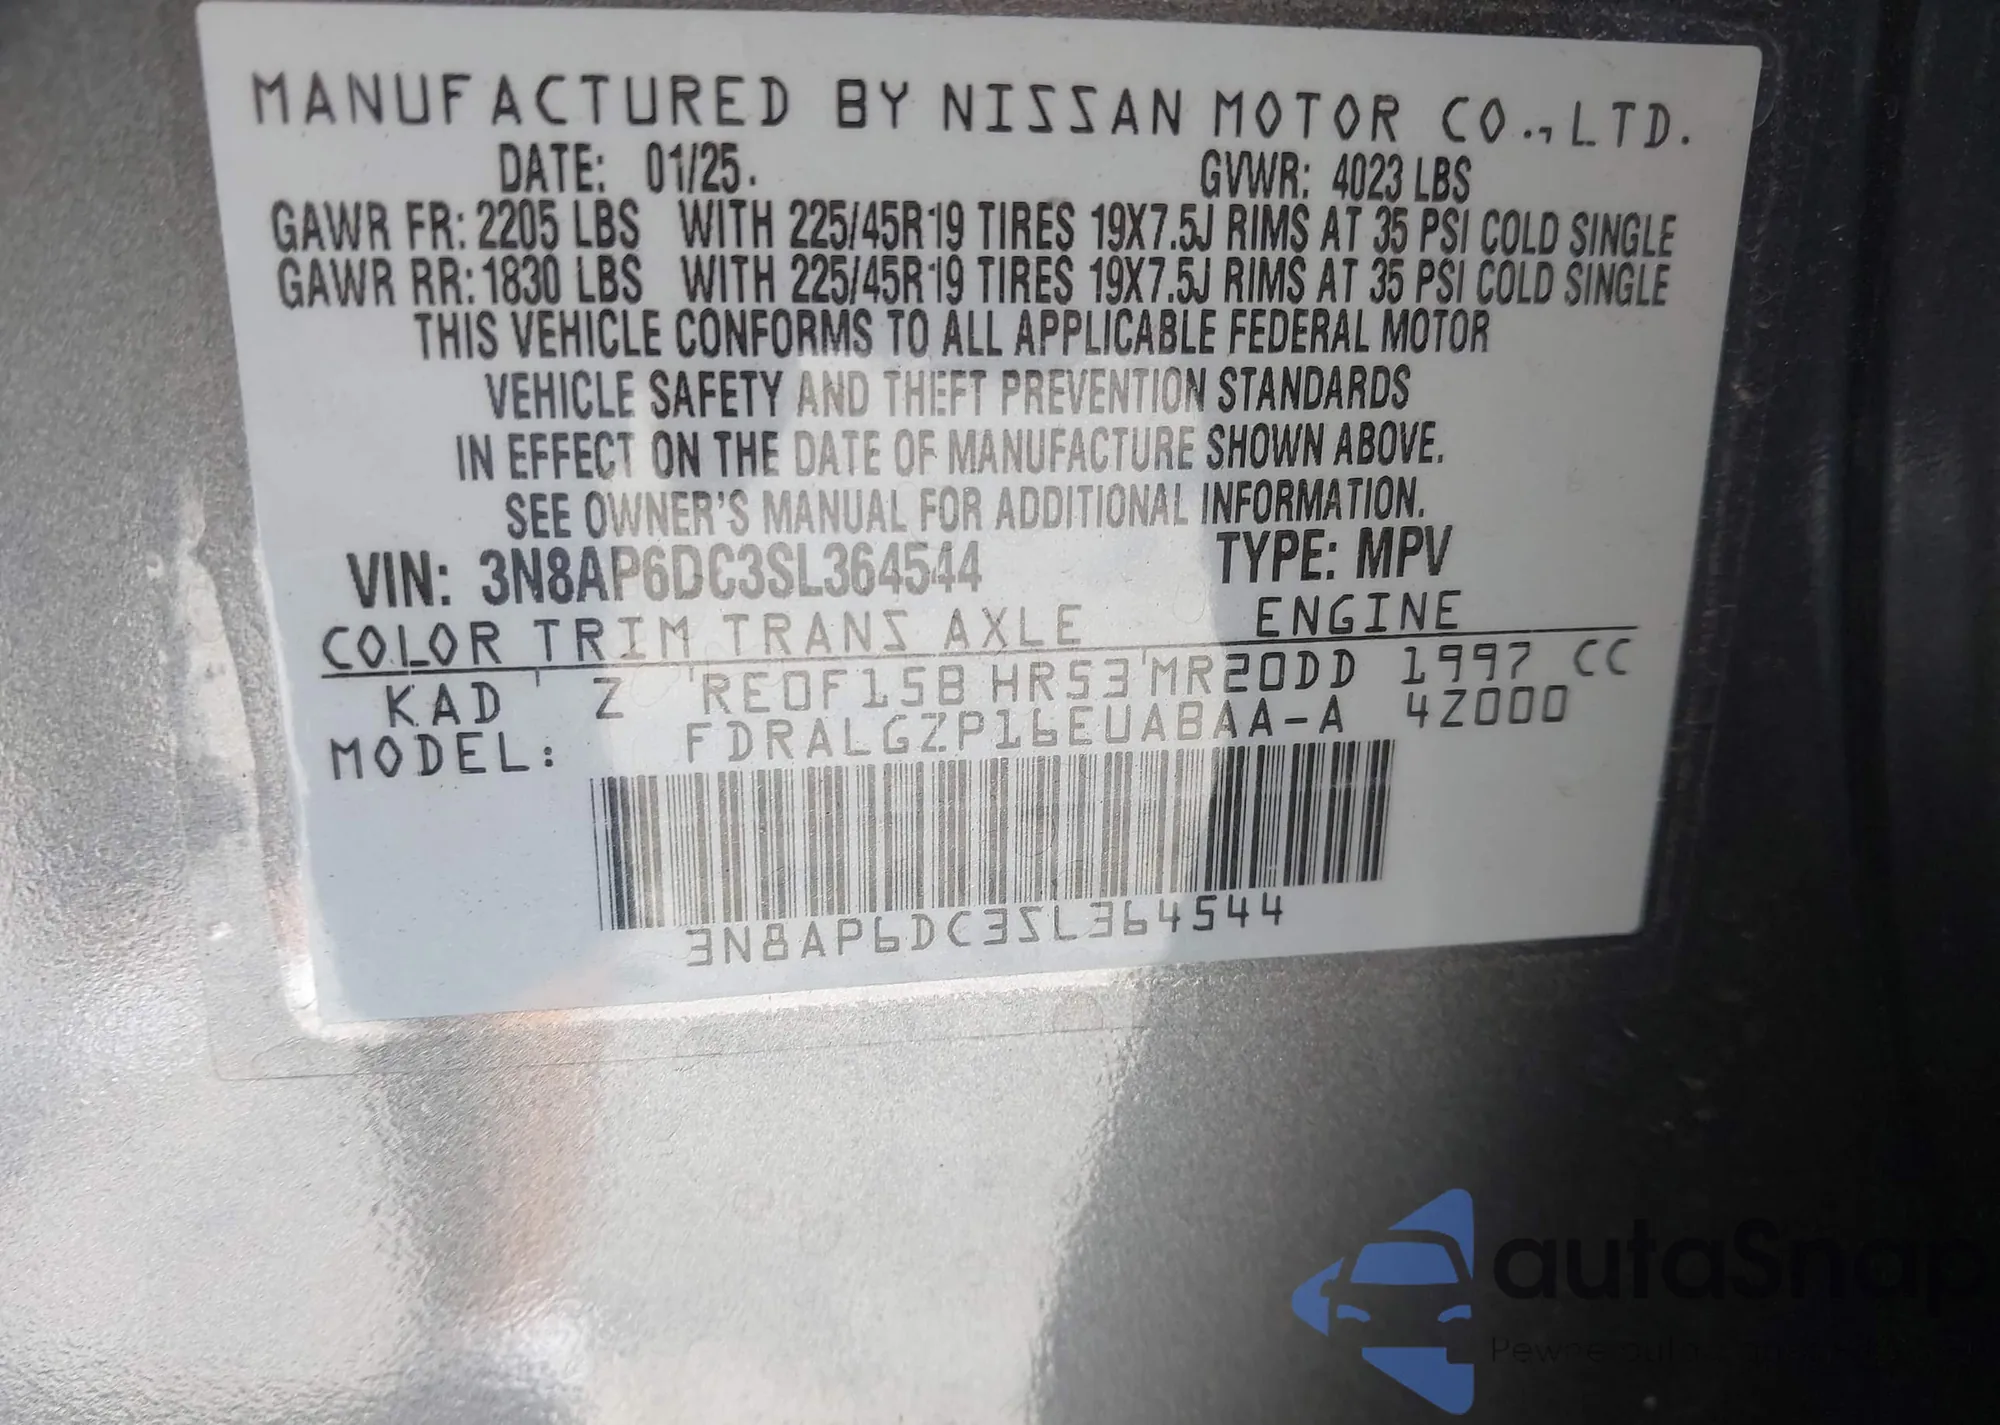 MANUFACTURED BY NISSAN MOTOR CO., LTD.
DATE: 01/25. GVWR: 4023 LBS
GAWR FR: 2205 LBS WITH 225/45R19 TIRES 19X7.5J RIMS AT 35 PSI COLD SINGLE
GAWR RR: 1830 LBS WITH 225/45R19 TIRES 19X7.5J RIMS AT 35 PSI COLD SINGLE
THIS VEHICLE CONFORMS TO ALL APPLICABLE FEDERAL MOTOR
VEHICLE SAFETY AND THEFT PREVENTION STANDARDS
IN EFFECT ON THE DATE OF MANUFACTURE SHOWN ABOVE.
SEE OWNER'S MANUAL FOR ADDITIONAL INFORMATION.
VIN: 3N8AP6DC3SL364544 TYPE: MPV
COLOR TRIM TRANS AXLE ENGINE
KAD Z RE0F15B HR53 MR20DD 1997 CC
MODEL: FDRALGZP16EUABAA-A 4Z000
3N8AP6DC3SL364544
autaSnap